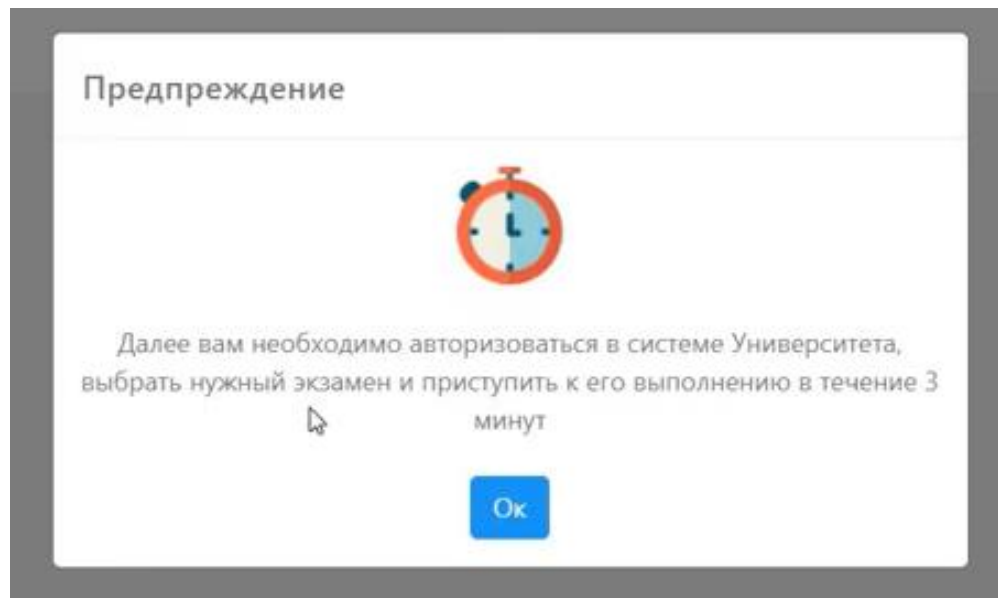 Предпреждение
Далее вам необходимо авторизоваться в системе Университета,
выбрать нужный экзамен и приступить к его выполнению в течение 3
минут
Ок